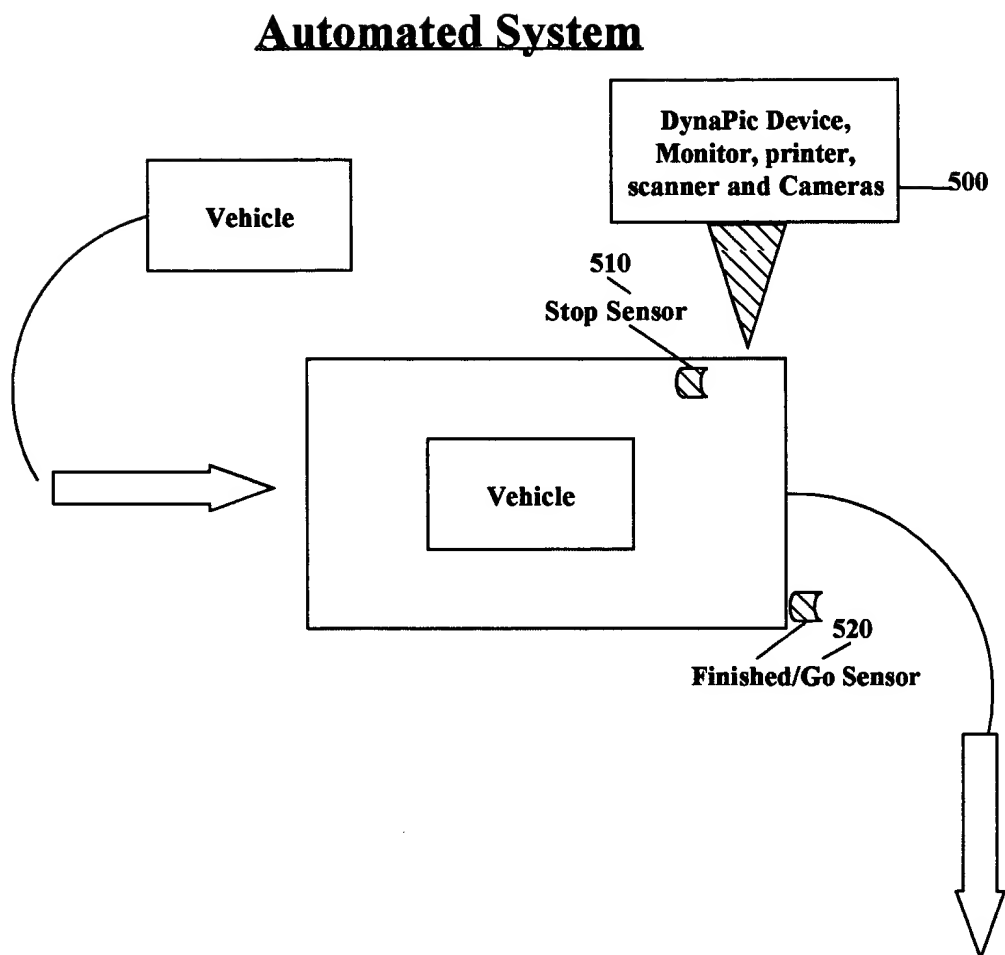 Automated System
DynaPic Device,
Monitor, printer,
scanner and Cameras
500
Vehicle
510
Stop Sensor
Vehicle
520
Finished/Go Sensor